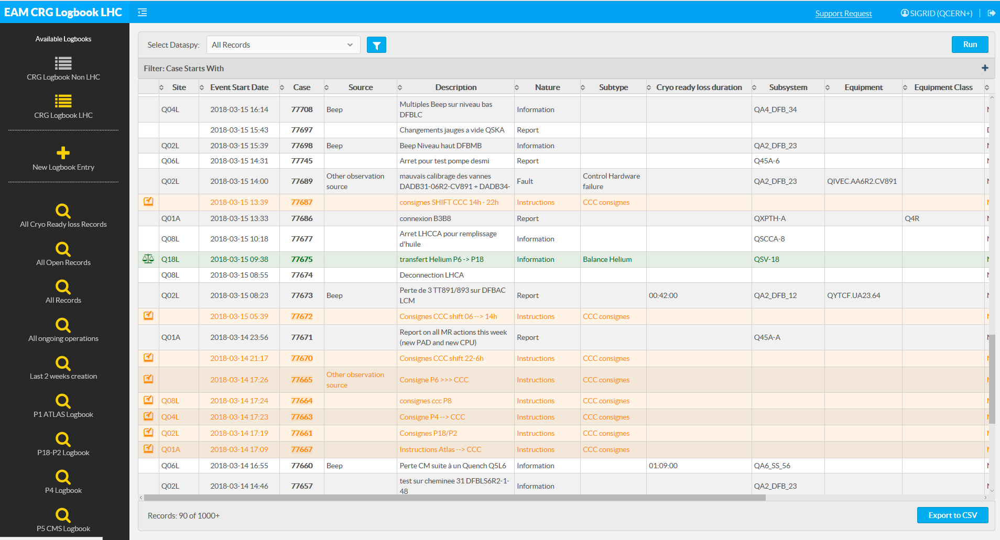 EAM CRG Logbook LHC
Support Request
SIGRID (QCERN+)
Available Logbooks
CRG Logbook Non LHC
CRG Logbook LHC
New Logbook Entry
All Cryo Ready loss Records
All Open Records
All Records
All ongoing operations
Last 2 weeks creation
P1 ATLAS Logbook
P18-P2 Logbook
P4 Logbook
P5 CMS Logbook
Select Dataspy: All Records Run
Filter: Case Starts With
Site Event Start Date Case Source Description Nature Subtype Cryo ready loss duration Subsystem Equipment Equipment Class
Q04L 2018-03-15 16:14 77708 Beep Multiples Beep sur niveau bas DFBLC Information QA4_DFB_34
2018-03-15 15:43 77697 Changements jauges a vide QSKA Report
Q02L 2018-03-15 15:39 77698 Beep Beep Niveau haut DFBMB Information QA2_DFB_23
Q06L 2018-03-15 14:31 77745 Arret pour test pompe desmi Report Q45A-6
Q02L 2018-03-15 14:00 77689 Other observation source mauvais calibrage des vannes DADB31-06R2-CV891 + DADB34- Fault Control Hardware failure QA2_DFB_23 QIVEC.AA6R2.CV891
2018-03-15 13:39 77687 consignes SHIFT CCC 14h - 22h Instructions CCC consignes
Q01A 2018-03-15 13:33 77686 connexion B3B8 Report QXPTH-A Q4R
Q08L 2018-03-15 10:18 77677 Arret LHCCA pour remplissage d'huile Information QSCCA-8
Q18L 2018-03-15 09:38 77675 transfert Helium P6 -> P18 Information Balance Helium QSV-18
Q08L 2018-03-15 08:55 77674 Deconnection LHCA
Q02L 2018-03-15 08:23 77673 Beep Perte de 3 TT891/893 sur DFBAC LCM Report 00:42:00 QA2_DFB_12 QYTCF.UA23.64
2018-03-15 05:39 77672 Consignes CCC shift 06 --> 14h Instructions CCC consignes
Q01A 2018-03-14 23:56 77671 Report on all MR actions this week (new PAD and new CPU) Report Q45A-A
2018-03-14 21:17 77670 Consignes CCC shift 22-6h Instructions CCC consignes
2018-03-14 17:26 77665 Other observation source Consigne P6 >>> CCC Instructions CCC consignes
Q08L 2018-03-14 17:24 77664 consignes ccc P8 Instructions CCC consignes
Q04L 2018-03-14 17:23 77663 Consigne P4 --> CCC Instructions CCC consignes
Q02L 2018-03-14 17:19 77661 Consignes P18/P2 Instructions CCC consignes
Q01A 2018-03-14 17:09 77667 Instructions Atlas --> CCC Instructions CCC consignes
Q06L 2018-03-14 16:55 77660 Beep Perte CM suite à un Quench Q5L6 Information 01:09:00 QA6_SS_56
Q02L 2018-03-14 14:46 77657 test sur cheminee 31 DFBLS6R2-1-48 Information QA2_DFB_23
Records: 90 of 1000+ Export to CSV